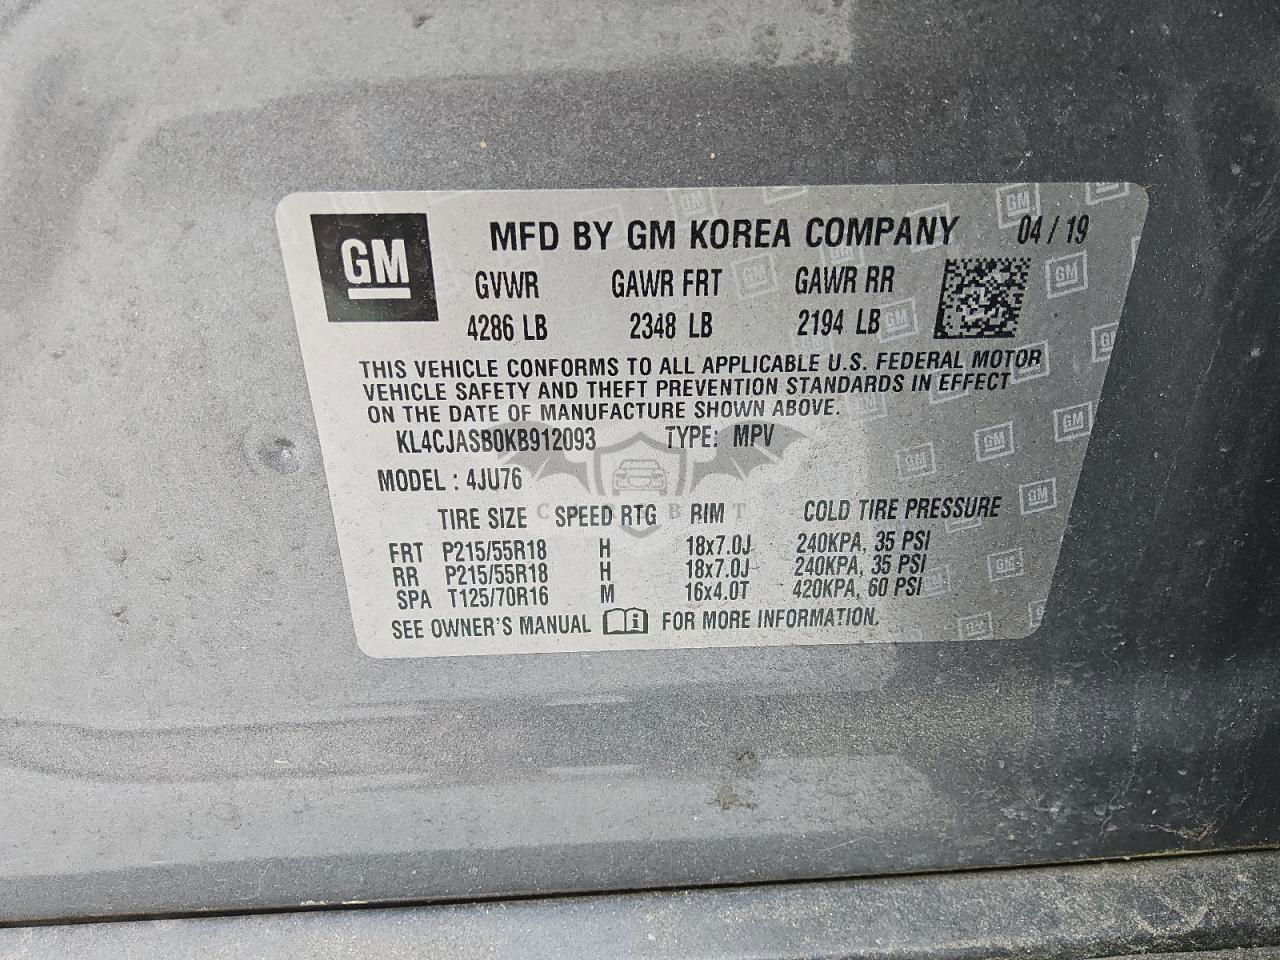 GM
MFD BY GM KOREA COMPANY 04 / 19
GVWR GAWR FRT GAWR RR
4286 LB 2348 LB 2194 LB
THIS VEHICLE CONFORMS TO ALL APPLICABLE U.S. FEDERAL MOTOR
VEHICLE SAFETY AND THEFT PREVENTION STANDARDS IN EFFECT
ON THE DATE OF MANUFACTURE SHOWN ABOVE.
KL4CJASB0KB912093 TYPE: MPV
MODEL : 4JU76
TIRE SIZE SPEED RTG RIM COLD TIRE PRESSURE
FRT P215/55R18 H 18x7.0J 240KPA, 35 PSI
RR P215/55R18 H 18x7.0J 240KPA, 35 PSI
SPA T125/70R16 M 16x4.0T 420KPA, 60 PSI
SEE OWNER'S MANUAL FOR MORE INFORMATION.